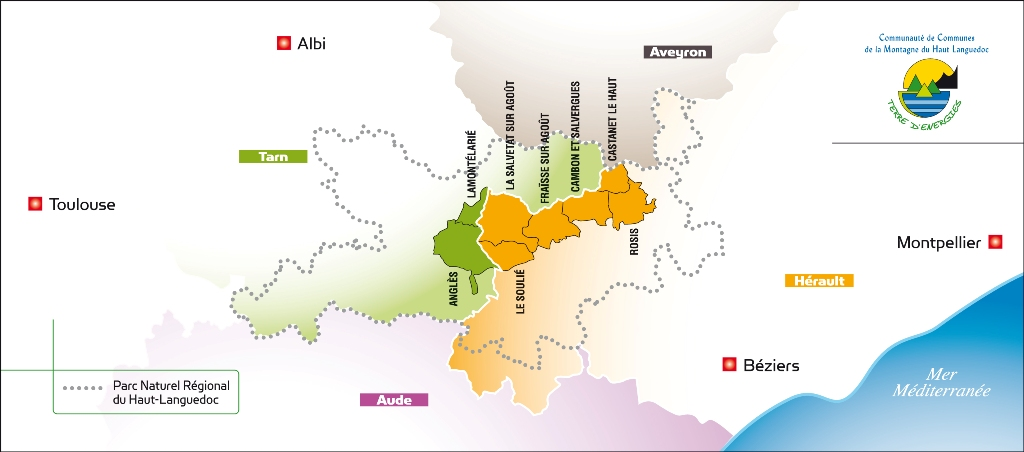 Albi
Aveyron
Communauté de Communes
de la Montagne du Haut Languedoc
TERRE D'ENERGIES
Tarn
LAMONTÉLARIÉ
LA SALVETAT SUR AGOÛT
FRAÏSSE SUR AGOÛT
CAMBON ET SALVERGUES
CASTANET LE HAUT
Toulouse
Montpellier
ROSIS
ANGLÈS
LE SOULIÉ
Hérault
Béziers
Mer
Méditerranée
Parc Naturel Régional
du Haut-Languedoc
Aude